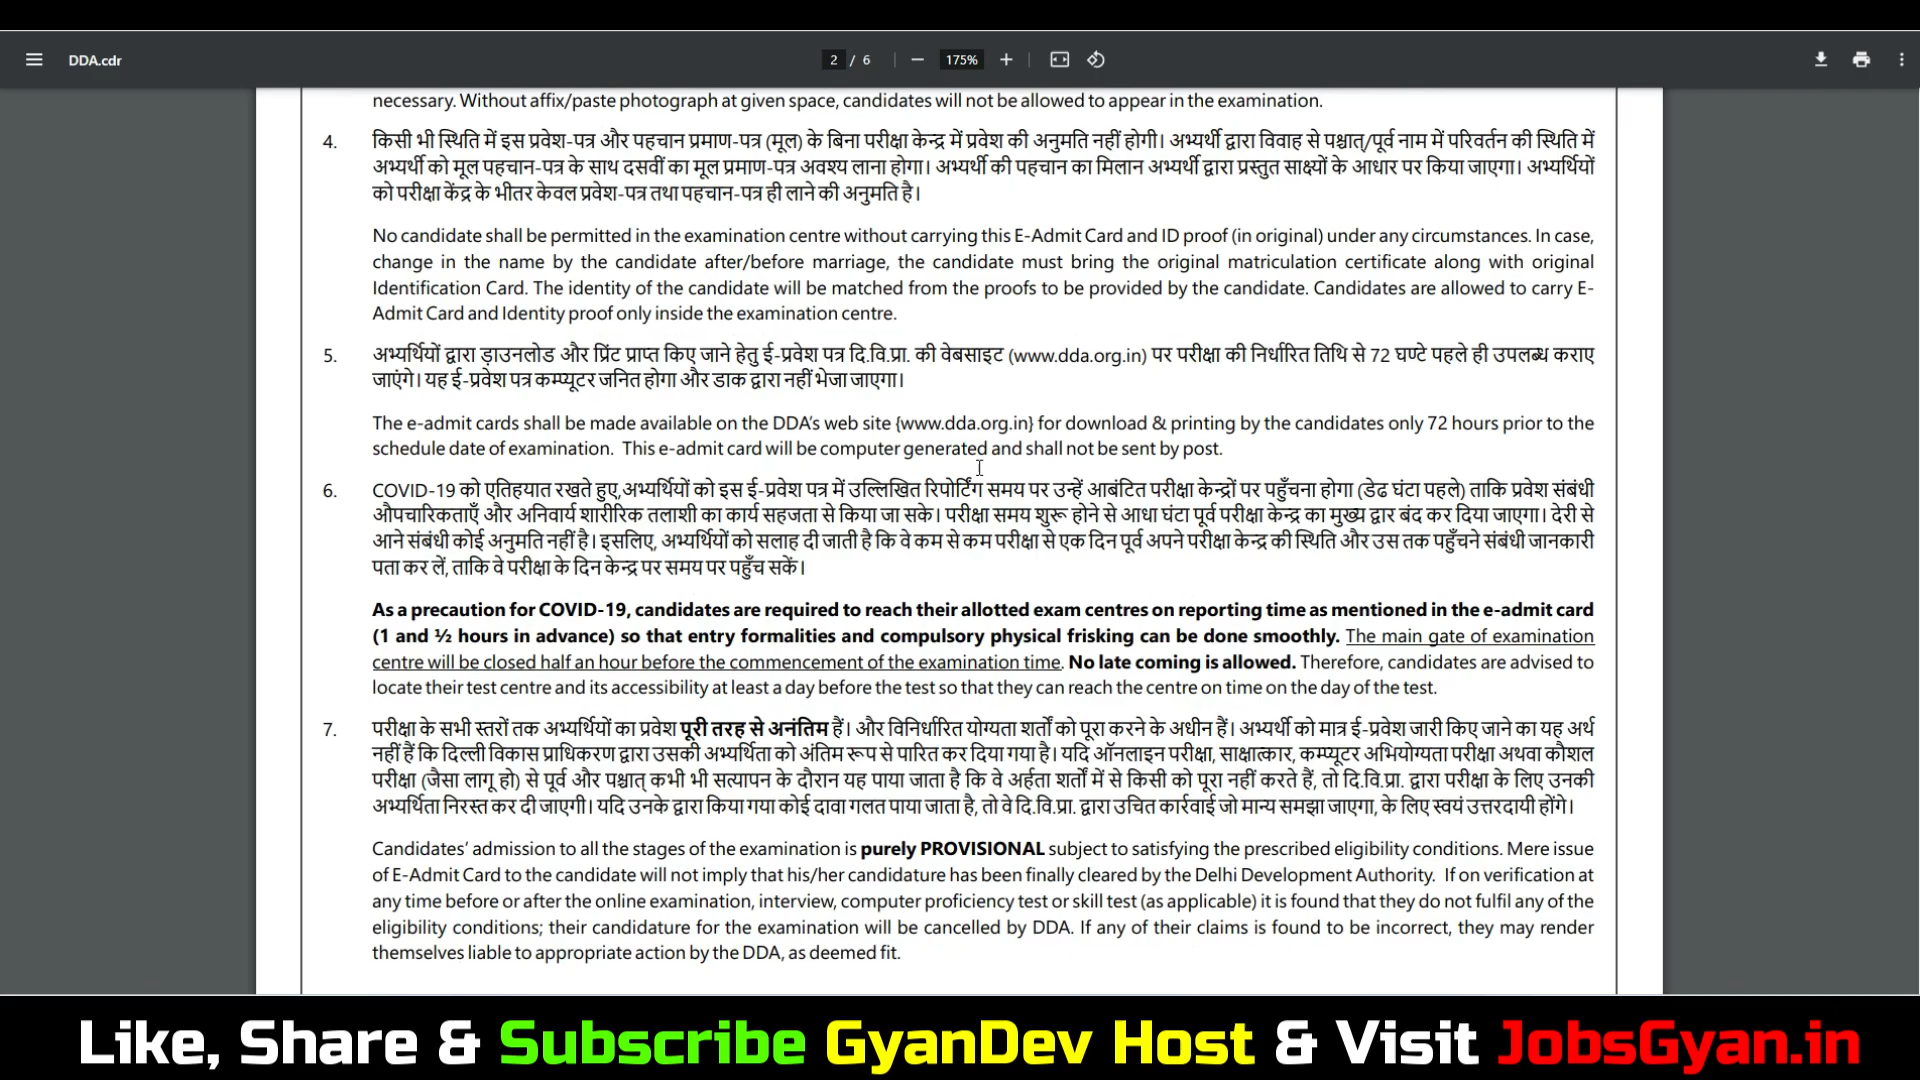 DDA.cdr
2 / 6
175%
necessary. Without affix/paste photograph at given space, candidates will not be allowed to appear in the examination.
4. किसी भी स्थिति में इस प्रवेश-पत्र और पहचान प्रमाण-पत्र (मूल) के बिना परीक्षा केन्द्र में प्रवेश की अनुमति नहीं होगी। अभ्यर्थी द्वारा विवाह से पश्चात्/पूर्व नाम में परिवर्तन की स्थिति में
अभ्यर्थी को मूल पहचान-पत्र के साथ दसवीं का मूल प्रमाण-पत्र अवश्य लाना होगा। अभ्यर्थी की पहचान का मिलान अभ्यर्थी द्वारा प्रस्तुत साक्ष्यों के आधार पर किया जाएगा। अभ्यर्थियों
को परीक्षा केंद्र के भीतर केवल प्रवेश-पत्र तथा पहचान-पत्र ही लाने की अनुमति है।
No candidate shall be permitted in the examination centre without carrying this E-Admit Card and ID proof (in original) under any circumstances. In case,
change in the name by the candidate after/before marriage, the candidate must bring the original matriculation certificate along with original
Identification Card. The identity of the candidate will be matched from the proofs to be provided by the candidate. Candidates are allowed to carry E-
Admit Card and Identity proof only inside the examination centre.
5. अभ्यर्थियों द्वारा ड़ाउनलोड और प्रिंट प्राप्त किए जाने हेतु ई-प्रवेश पत्र दि.वि.प्रा. की वेबसाइट (www.dda.org.in) पर परीक्षा की निर्धारित तिथि से 72 घण्टे पहले ही उपलब्ध कराए
जाएंगे। यह ई-प्रवेश पत्र कम्प्यूटर जनित होगा और डाक द्वारा नहीं भेजा जाएगा।
The e-admit cards shall be made available on the DDA's web site {www.dda.org.in} for download & printing by the candidates only 72 hours prior to the
schedule date of examination. This e-admit card will be computer generated and shall not be sent by post.
6. COVID-19 को एतिहयात रखते हुए,अभ्यर्थियों को इस ई-प्रवेश पत्र में उल्लिखित रिपोर्टिंग समय पर उन्हें आबंटित परीक्षा केन्द्रों पर पहुँचना होगा (डेढ घंटा पहले) ताकि प्रवेश संबंधी
औपचारिकताएँ और अनिवार्य शारीरिक तलाशी का कार्य सहजता से किया जा सके। परीक्षा समय शुरू होने से आधा घंटा पूर्व परीक्षा केन्द्र का मुख्य द्वार बंद कर दिया जाएगा। देरी से
आने संबंधी कोई अनुमति नहीं है। इसलिए, अभ्यर्थियों को सलाह दी जाती है कि वे कम से कम परीक्षा से एक दिन पूर्व अपने परीक्षा केन्द्र की स्थिति और उस तक पहुँचने संबंधी जानकारी
पता कर लें, ताकि वे परीक्षा के दिन केन्द्र पर समय पर पहुँच सकें।
As a precaution for COVID-19, candidates are required to reach their allotted exam centres on reporting time as mentioned in the e-admit card
(1 and ½ hours in advance) so that entry formalities and compulsory physical frisking can be done smoothly. The main gate of examination
centre will be closed half an hour before the commencement of the examination time. No late coming is allowed. Therefore, candidates are advised to
locate their test centre and its accessibility at least a day before the test so that they can reach the centre on time on the day of the test.
7. परीक्षा के सभी स्तरों तक अभ्यर्थियों का प्रवेश पूरी तरह से अनंतिम हैं। और विनिर्धारित योग्यता शर्तों को पूरा करने के अधीन हैं। अभ्यर्थी को मात्र ई-प्रवेश जारी किए जाने का यह अर्थ
नहीं हैं कि दिल्ली विकास प्राधिकरण द्वारा उसकी अभ्यर्थिता को अंतिम रूप से पारित कर दिया गया है। यदि ऑनलाइन परीक्षा, साक्षात्कार, कम्प्यूटर अभियोग्यता परीक्षा अथवा कौशल
परीक्षा (जैसा लागू हो) से पूर्व और पश्चात् कभी भी सत्यापन के दौरान यह पाया जाता है कि वे अर्हता शर्तों में से किसी को पूरा नहीं करते हैं, तो दि.वि.प्रा. द्वारा परीक्षा के लिए उनकी
अभ्यर्थिता निरस्त कर दी जाएगी। यदि उनके द्वारा किया गया कोई दावा गलत पाया जाता है, तो वे दि.वि.प्रा. द्वारा उचित कार्रवाई जो मान्य समझा जाएगा, के लिए स्वयं उत्तरदायी होंगे।
Candidates' admission to all the stages of the examination is purely PROVISIONAL subject to satisfying the prescribed eligibility conditions. Mere issue
of E-Admit Card to the candidate will not imply that his/her candidature has been finally cleared by the Delhi Development Authority. If on verification at
any time before or after the online examination, interview, computer proficiency test or skill test (as applicable) it is found that they do not fulfil any of the
eligibility conditions; their candidature for the examination will be cancelled by DDA. If any of their claims is found to be incorrect, they may render
themselves liable to appropriate action by the DDA, as deemed fit.
Like, Share & Subscribe GyanDev Host & Visit JobsGyan.in